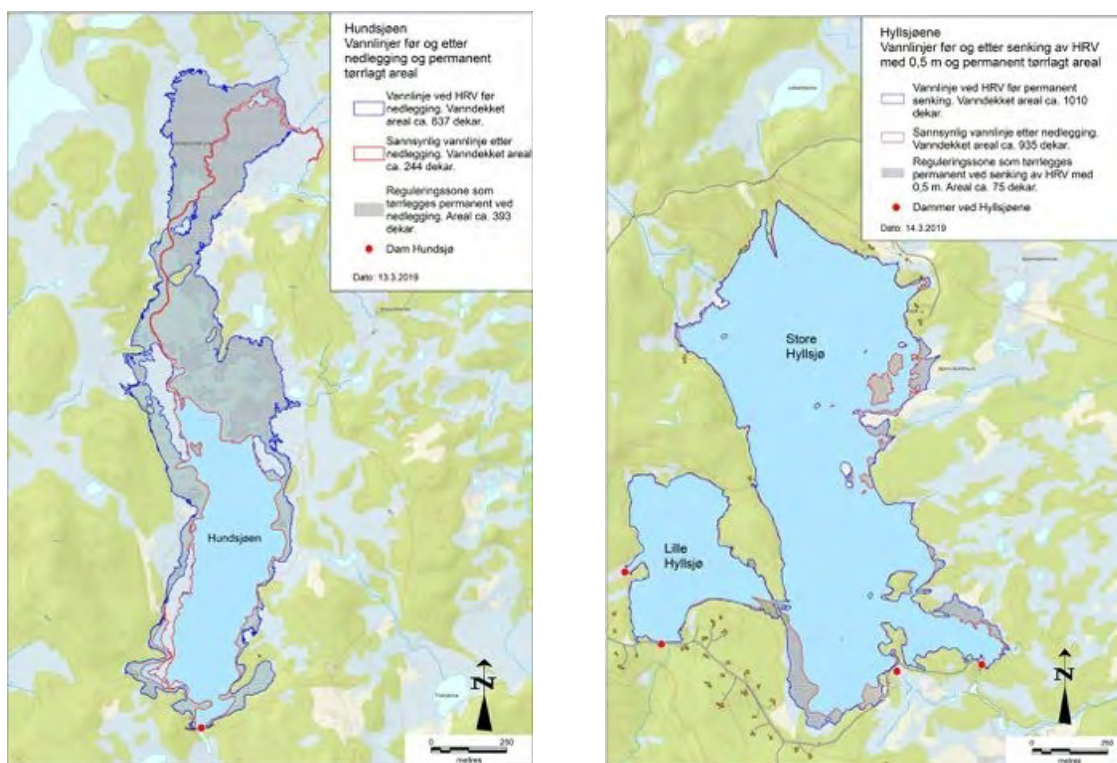 Hundsjøen
Vannlinjer før og etter
nedlegging og permanent
tørrlagt areal
Vannlinje ved HRV før
nedlegging. Vanndekket
areal ca. 637 dekar.
Sannsynlig vannlinje etter
nedlegging. Vanndekket areal
ca. 244 dekar.
Reguleringssone som
tørrlegges permanent ved
nedlegging. Areal ca. 393
dekar.
Dam Hundsjø
Dato: 13.3.2019
Hundsjøen
N
0 250
metres
Hyllsjøene
Vannlinjer før og etter senking av HRV
med 0,5 m og permanent tørrlagt areal
Vannlinje ved HRV før permanent
senking. Vanndekket areal ca. 1010
dekar.
Sannsynlig vannlinje etter nedlegging.
Vanndekket areal ca. 935 dekar.
Reguleringssone som tørrlegges
permanent ved senking av HRV med
0,5 m. Areal ca. 75 dekar.
Dammer ved Hyllsjøene
Dato: 14.3.2019
Store
Hyllsjø
Lille
Hyllsjø
N
0 250
metres